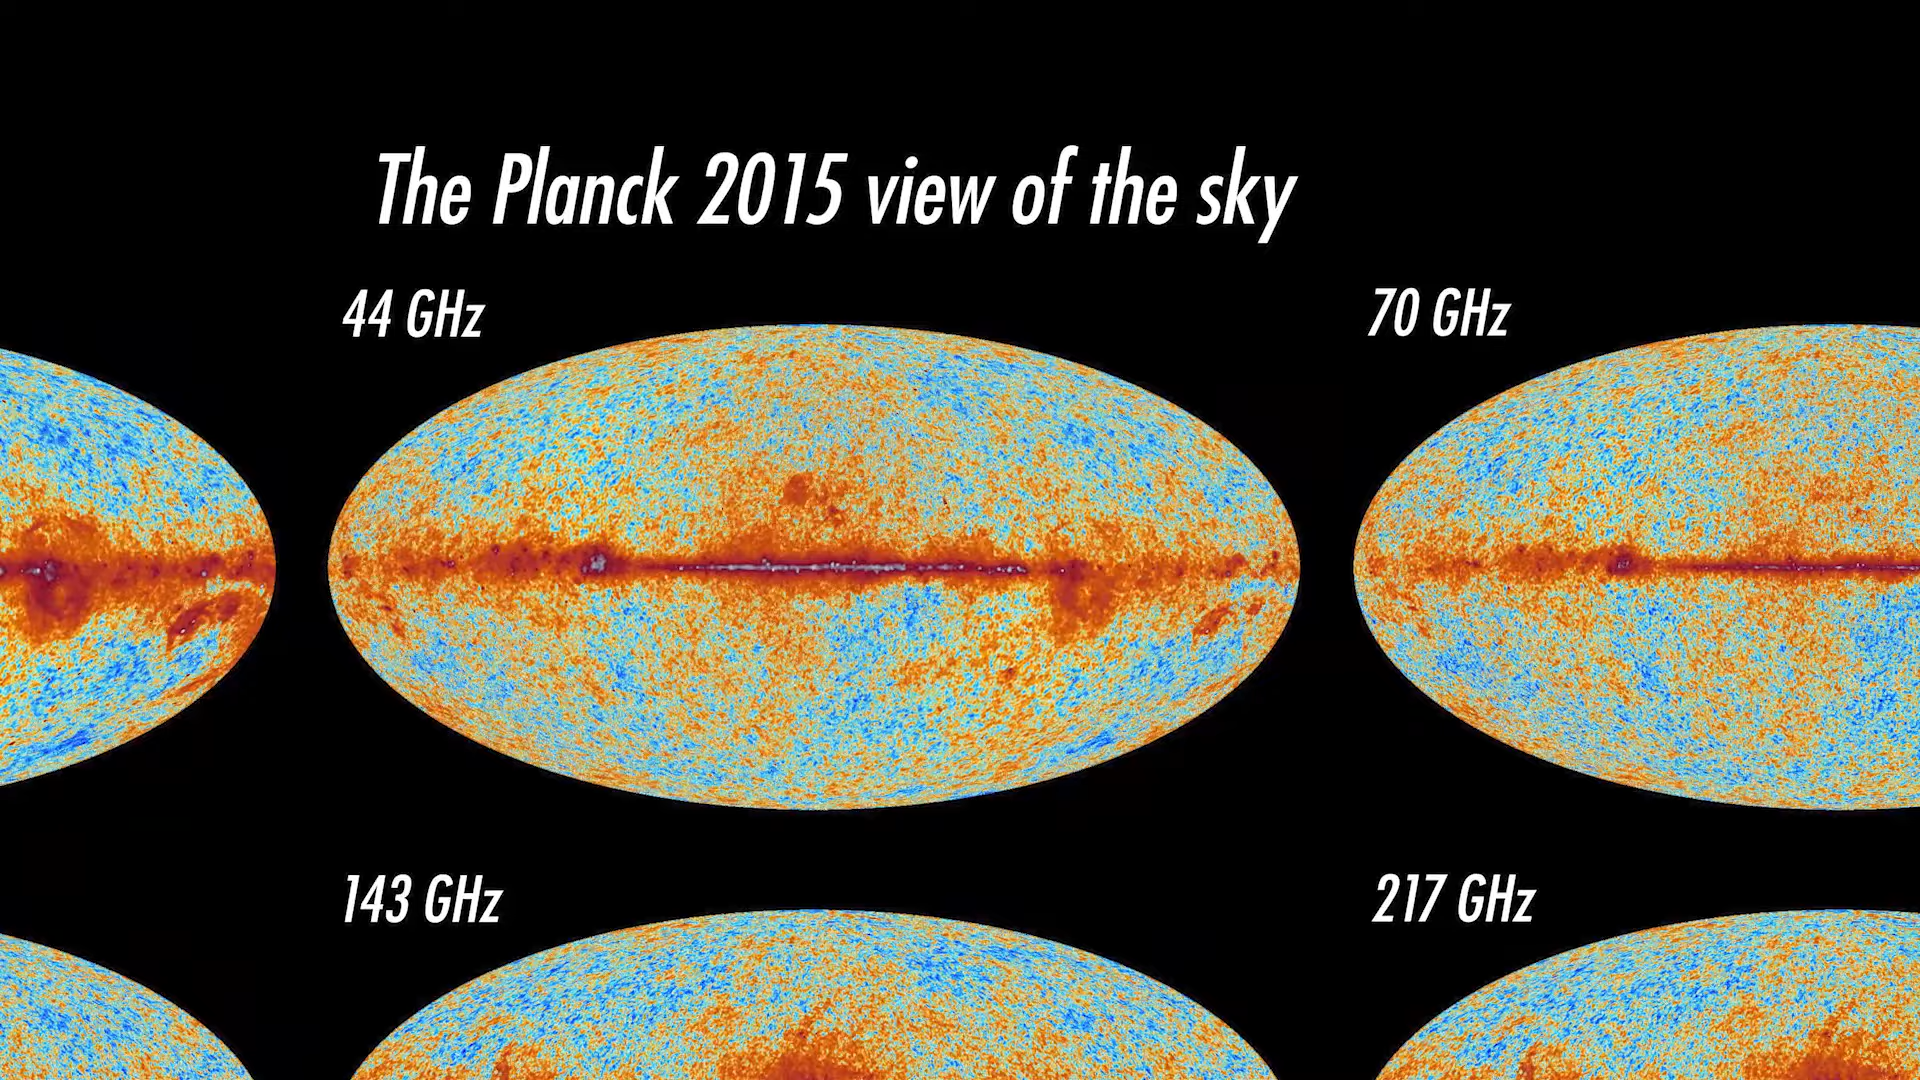 The Planck 2015 view of the sky
44 GHz
70 GHz
143 GHz
217 GHz